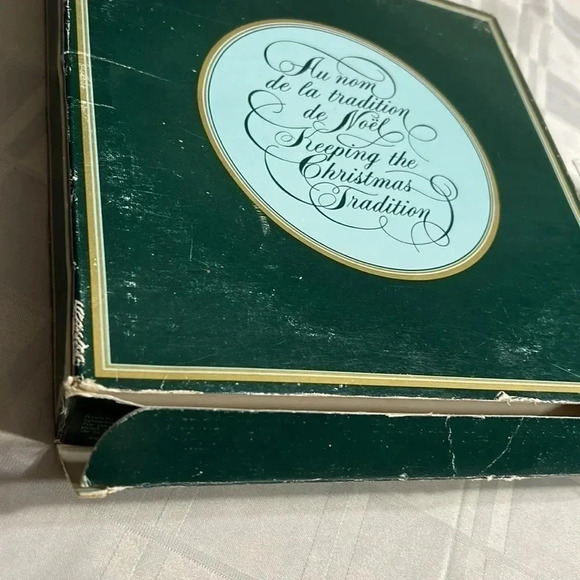 Au nom
de la tradition
de Noël
Keeping the
Christmas
Tradition